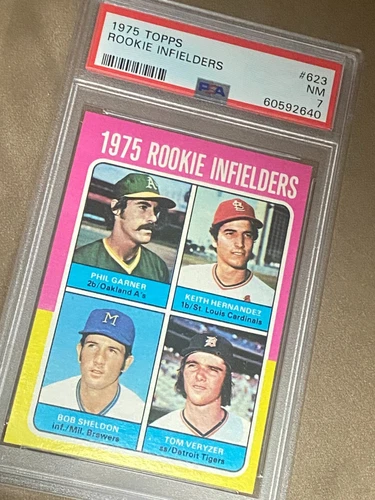 1975 TOPPS #623
ROOKIE INFIELDERS NM
PSA 7
60592640
1975 ROOKIE INFIELDERS
A's
StL
PHIL GARNER
2b/Oakland A's
KEITH HERNANDEZ
1b/St. Louis Cardinals
M
BOB SHELDON
inf./Mil. Brewers
TOM VERYZER
ss/Detroit Tigers